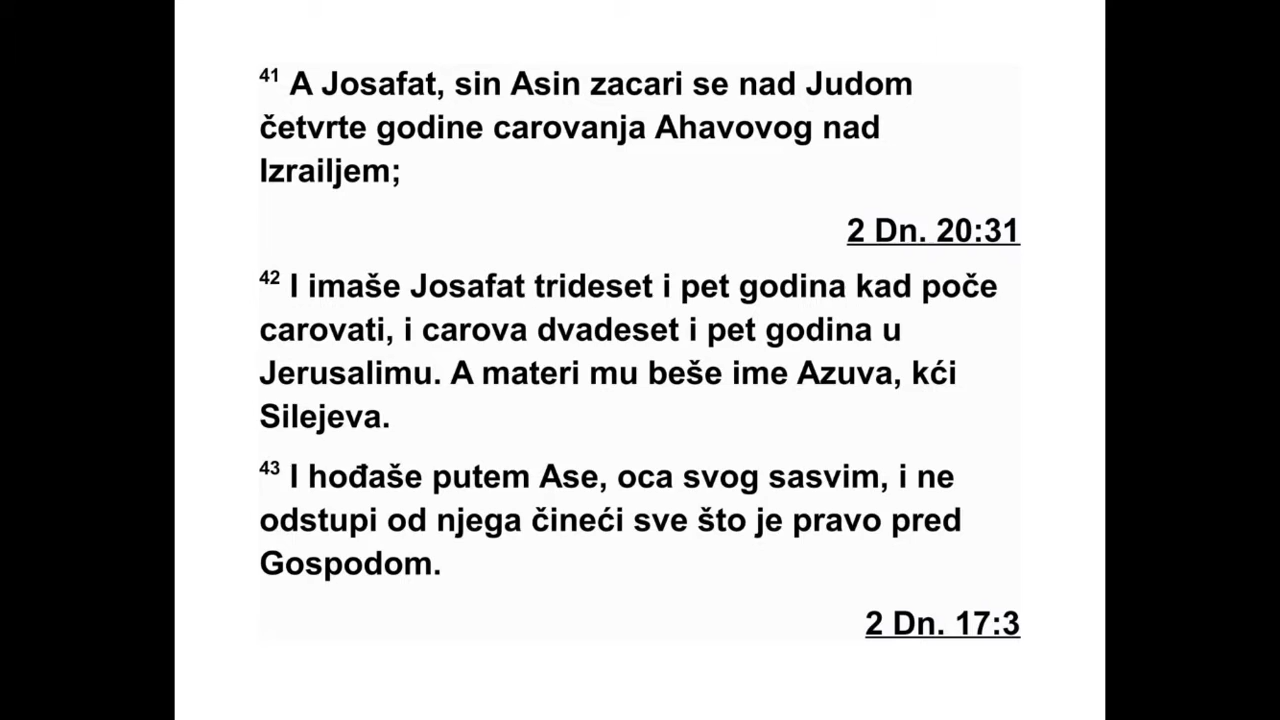 41 A Josafat, sin Asin zacari se nad Judom
četvrte godine carovanja Ahavovog nad
Izrailjem;
2 Dn. 20:31
42 I imaše Josafat trideset i pet godina kad poče
carovati, i carova dvadeset i pet godina u
Jerusalimu. A materi mu beše ime Azuva, kći
Silejeva.
43 I hođaše putem Ase, oca svog sasvim, i ne
odstupi od njega čineći sve što je pravo pred
Gospodom.
2 Dn. 17:3